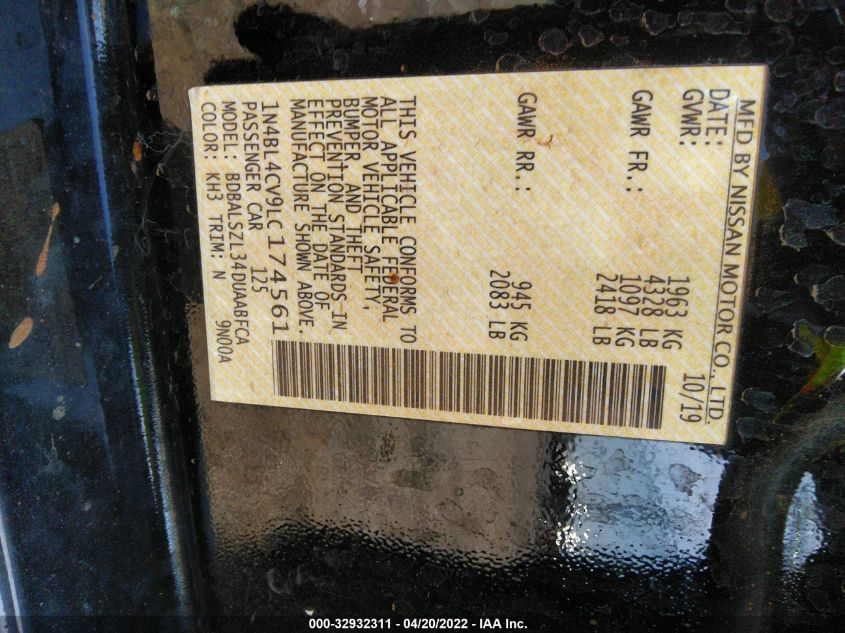 MFD BY NISSAN MOTOR CO., LTD.
DATE: 10/19
GVWR: 1963 KG
4328 LB
GAWR FR.: 1097 KG
2418 LB
GAWR RR.: 945 KG
2083 LB
THIS VEHICLE CONFORMS TO
ALL APPLICABLE FEDERAL
MOTOR VEHICLE SAFETY,
BUMPER AND THEFT
PREVENTION STANDARDS IN
EFFECT ON THE DATE OF
MANUFACTURE SHOWN ABOVE.
1N4BL4CV9LC174561
PASSENGER CAR 125
MODEL: BDBALSZL34DUAABFCA
COLOR: KH3 TRIM: N 9N00A
000-32932311 - 04/20/2022 - IAA Inc.